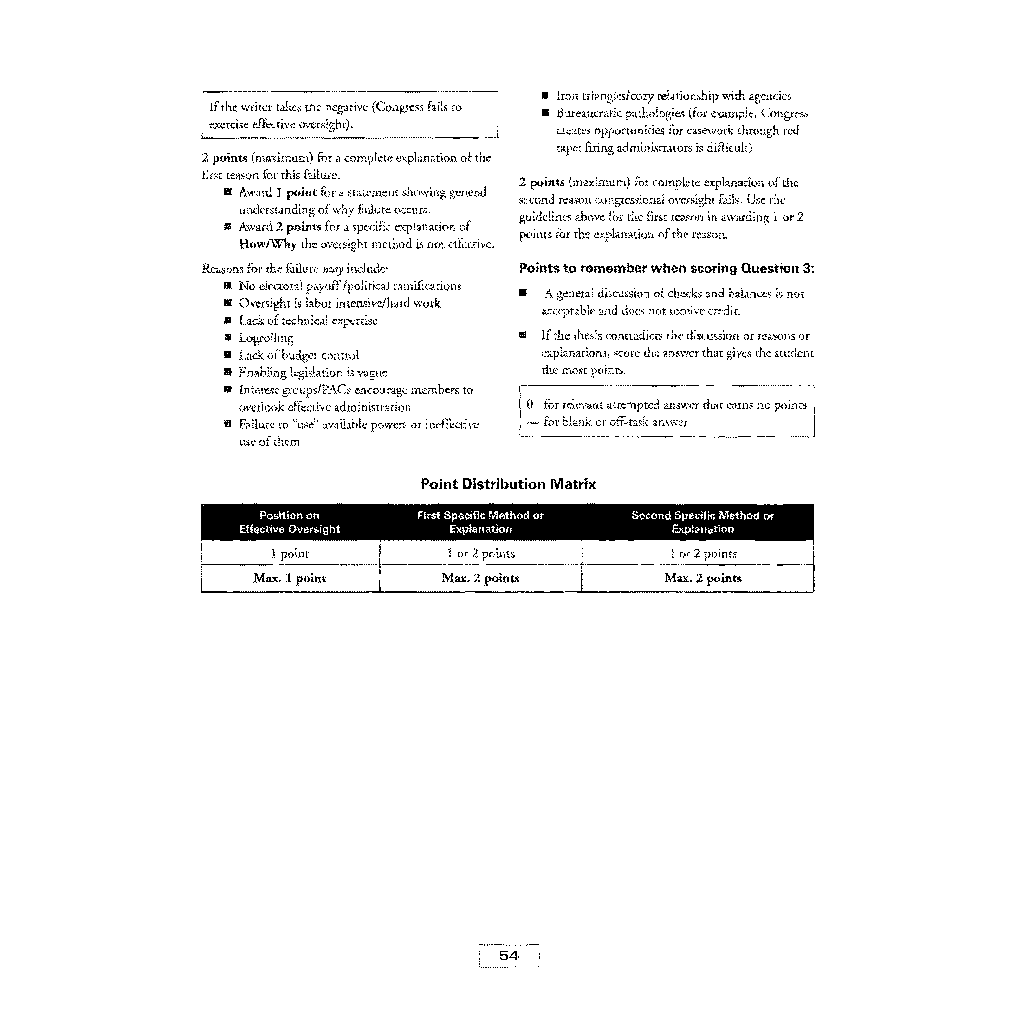 If the writer takes the negative (Congress fails to
exercise effective oversight).
2 points (maximum) for a complete explanation of the
first reason for this failure.
■ Award 1 point for a statement showing general
understanding of why failure occurs.
■ Award 2 points for a specific explanation of
How/Why the oversight method is not effective.
Reasons for the failure may include:
■ No electoral payoff/political ramifications
■ Oversight is labor intensive/hard work
■ Lack of technical expertise
■ Logrolling
■ Lack of budget control
■ Enabling legislation is vague
■ Interest groups/PACs encourage members to
overlook effective administration
■ Failure to "use" available powers or ineffective
use of them
■ Iron triangles/cozy relationship with agencies
■ Bureaucratic pathologies (for example, Congress
creates opportunities for casework through red
tape; firing administrators is difficult)
2 points (maximum) for complete explanation of the
second reason congressional oversight fails. Use the
guidelines above for the first reason in awarding 1 or 2
points for the explanation of the reason.
Points to remember when scoring Question 3:
■ A general discussion of checks and balances is not
acceptable and does not receive credit.
■ If the thesis contradicts the discussion or reasons or
explanations, score the answer that gives the student
the most points.
0 for relevant attempted answer that earns no points
— for blank or off-task answer
Point Distribution Matrix
Position on First Specific Method or Second Specific Method or
Effective Oversight Explanation Explanation
1 point 1 or 2 points 1 or 2 points
Max. 1 point Max. 2 points Max. 2 points
54